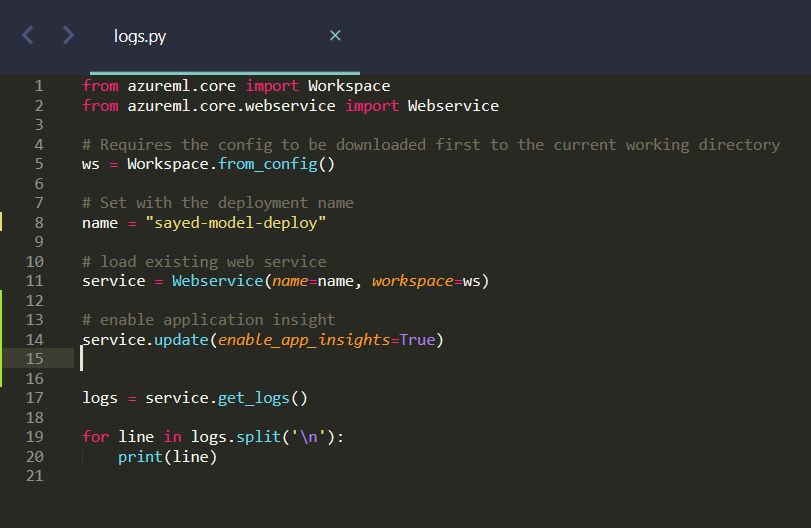 logs.py ×
1 from azureml.core import Workspace
2 from azureml.core.webservice import Webservice
3
4 # Requires the config to be downloaded first to the current working directory
5 ws = Workspace.from_config()
6
7 # Set with the deployment name
8 name = "sayed-model-deploy"
9
10 # load existing web service
11 service = Webservice(name=name, workspace=ws)
12
13 # enable application insight
14 service.update(enable_app_insights=True)
15
16
17 logs = service.get_logs()
18
19 for line in logs.split('\n'):
20     print(line)
21